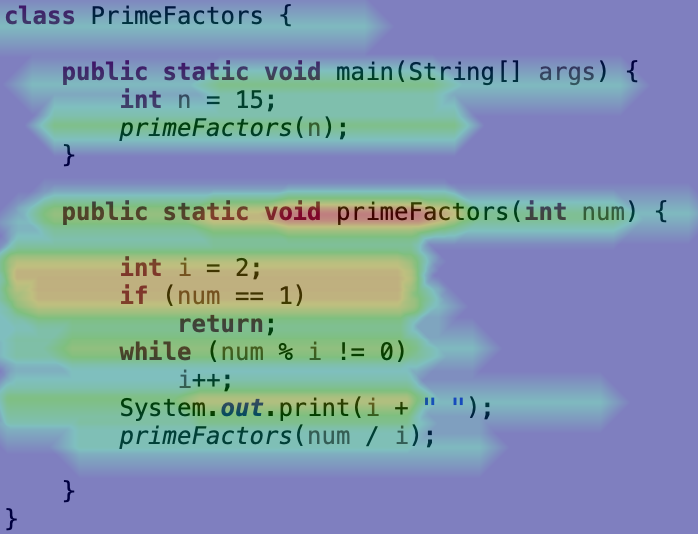 class PrimeFactors {
    public static void main(String[] args) {
        int n = 15;
        primeFactors(n);
    }
    public static void primeFactors(int num) {
        int i = 2;
        if (num == 1)
            return;
        while (num % i != 0)
            i++;
        System.out.print(i + " ");
        primeFactors(num / i);
    }
}